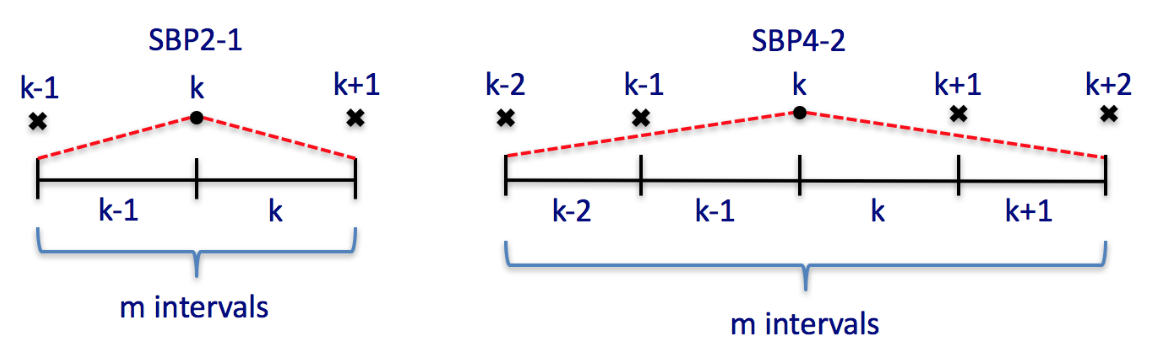 SBP2-1
k-1 k k+1
k-1 k
m intervals
SBP4-2
k-2 k-1 k k+1 k+2
k-2 k-1 k k+1
m intervals